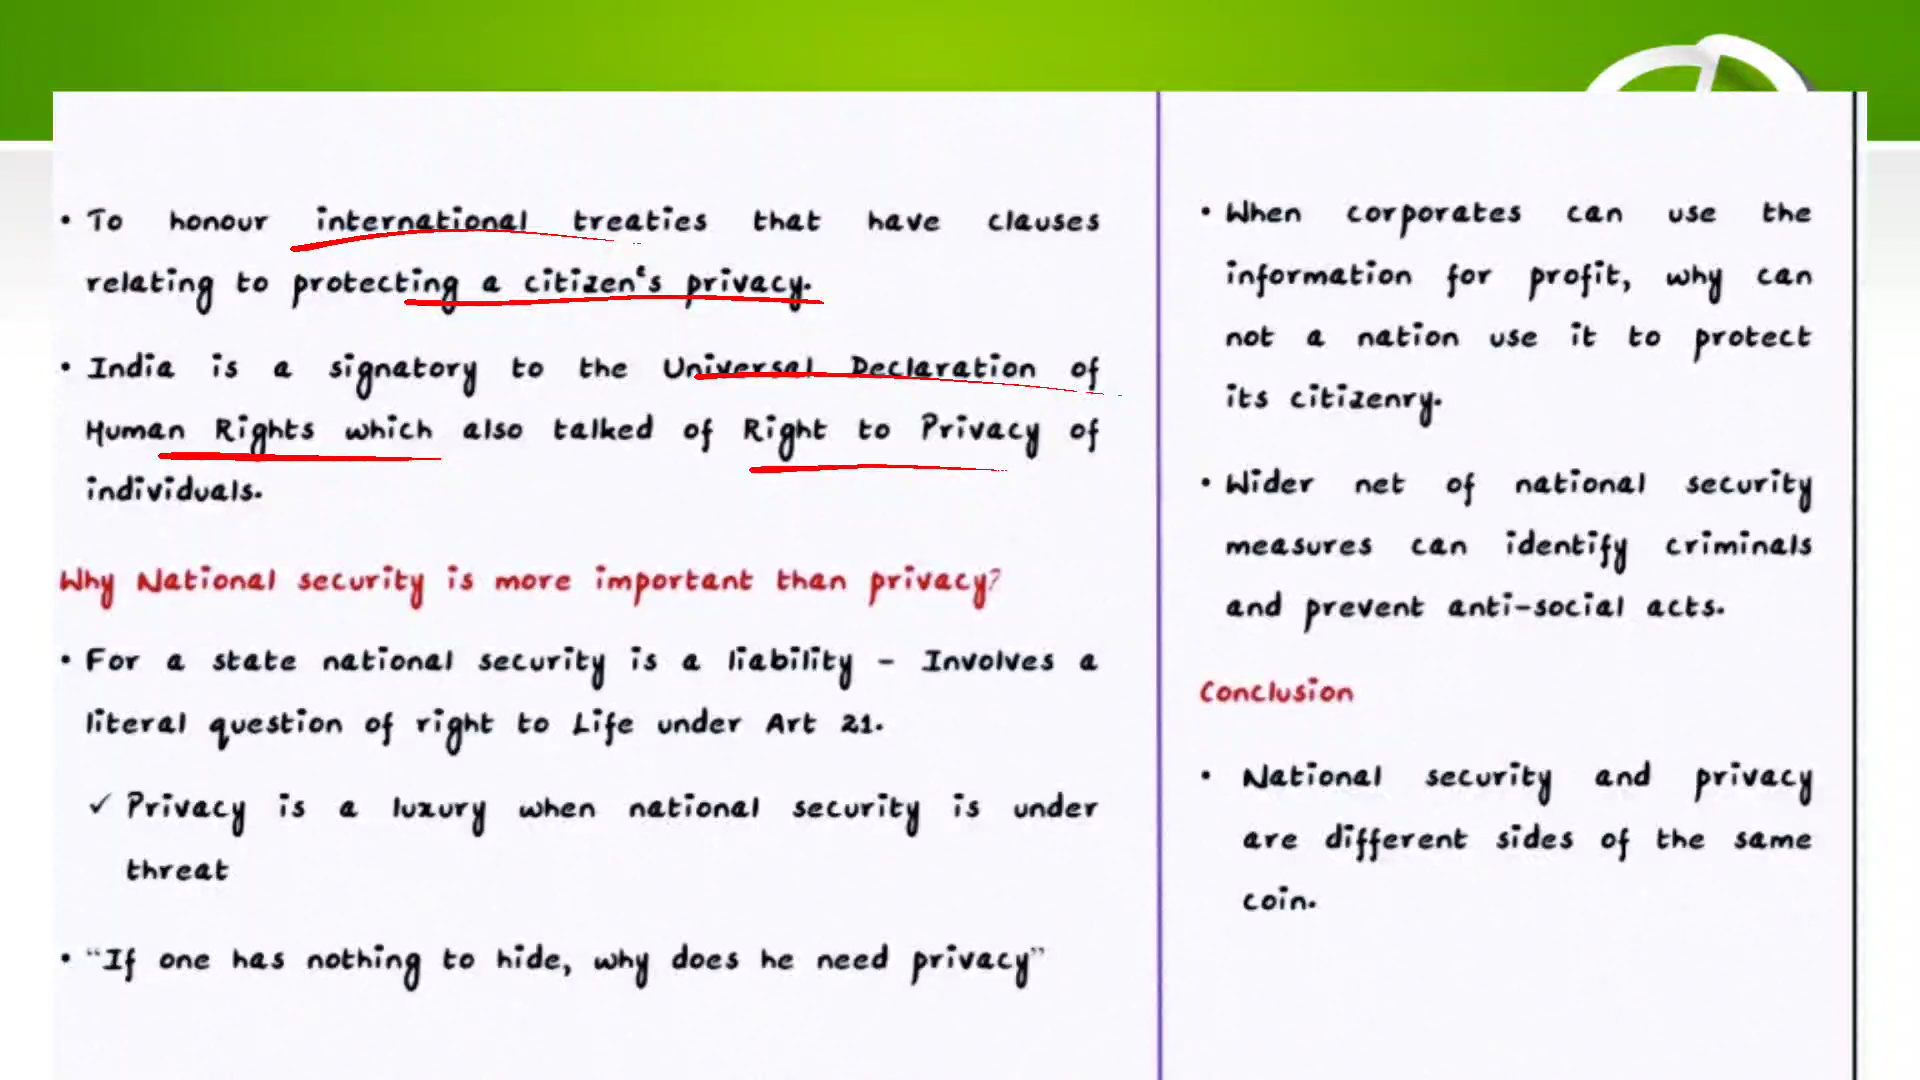 • To honour international treaties that have clauses
relating to protecting a citizen's privacy.
• India is a signatory to the Universal Declaration of
Human Rights which also talked of Right to Privacy of
individuals.
Why National security is more important than privacy?
• For a state national security is a liability – Involves a
literal question of right to Life under Art 21.
✓ Privacy is a luxury when national security is under
threat
• “If one has nothing to hide, why does he need privacy”
• When corporates can use the
information for profit, why can
not a nation use it to protect
its citizenry.
• Wider net of national security
measures can identify criminals
and prevent anti-social acts.
Conclusion
• National security and privacy
are different sides of the same
coin.